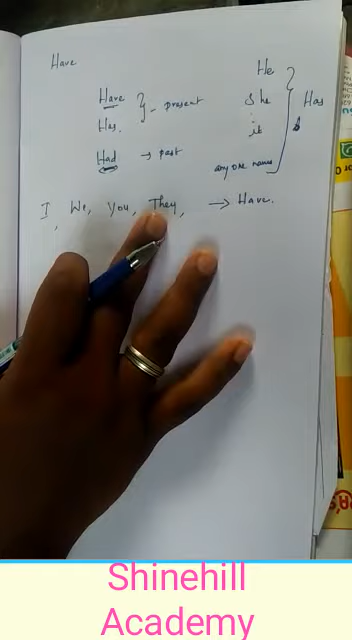 Have
Have } - present
Has.
Had → past
He
She
it
any one name } Has
I, We, You, They, → Have.
Shinehill
Academy